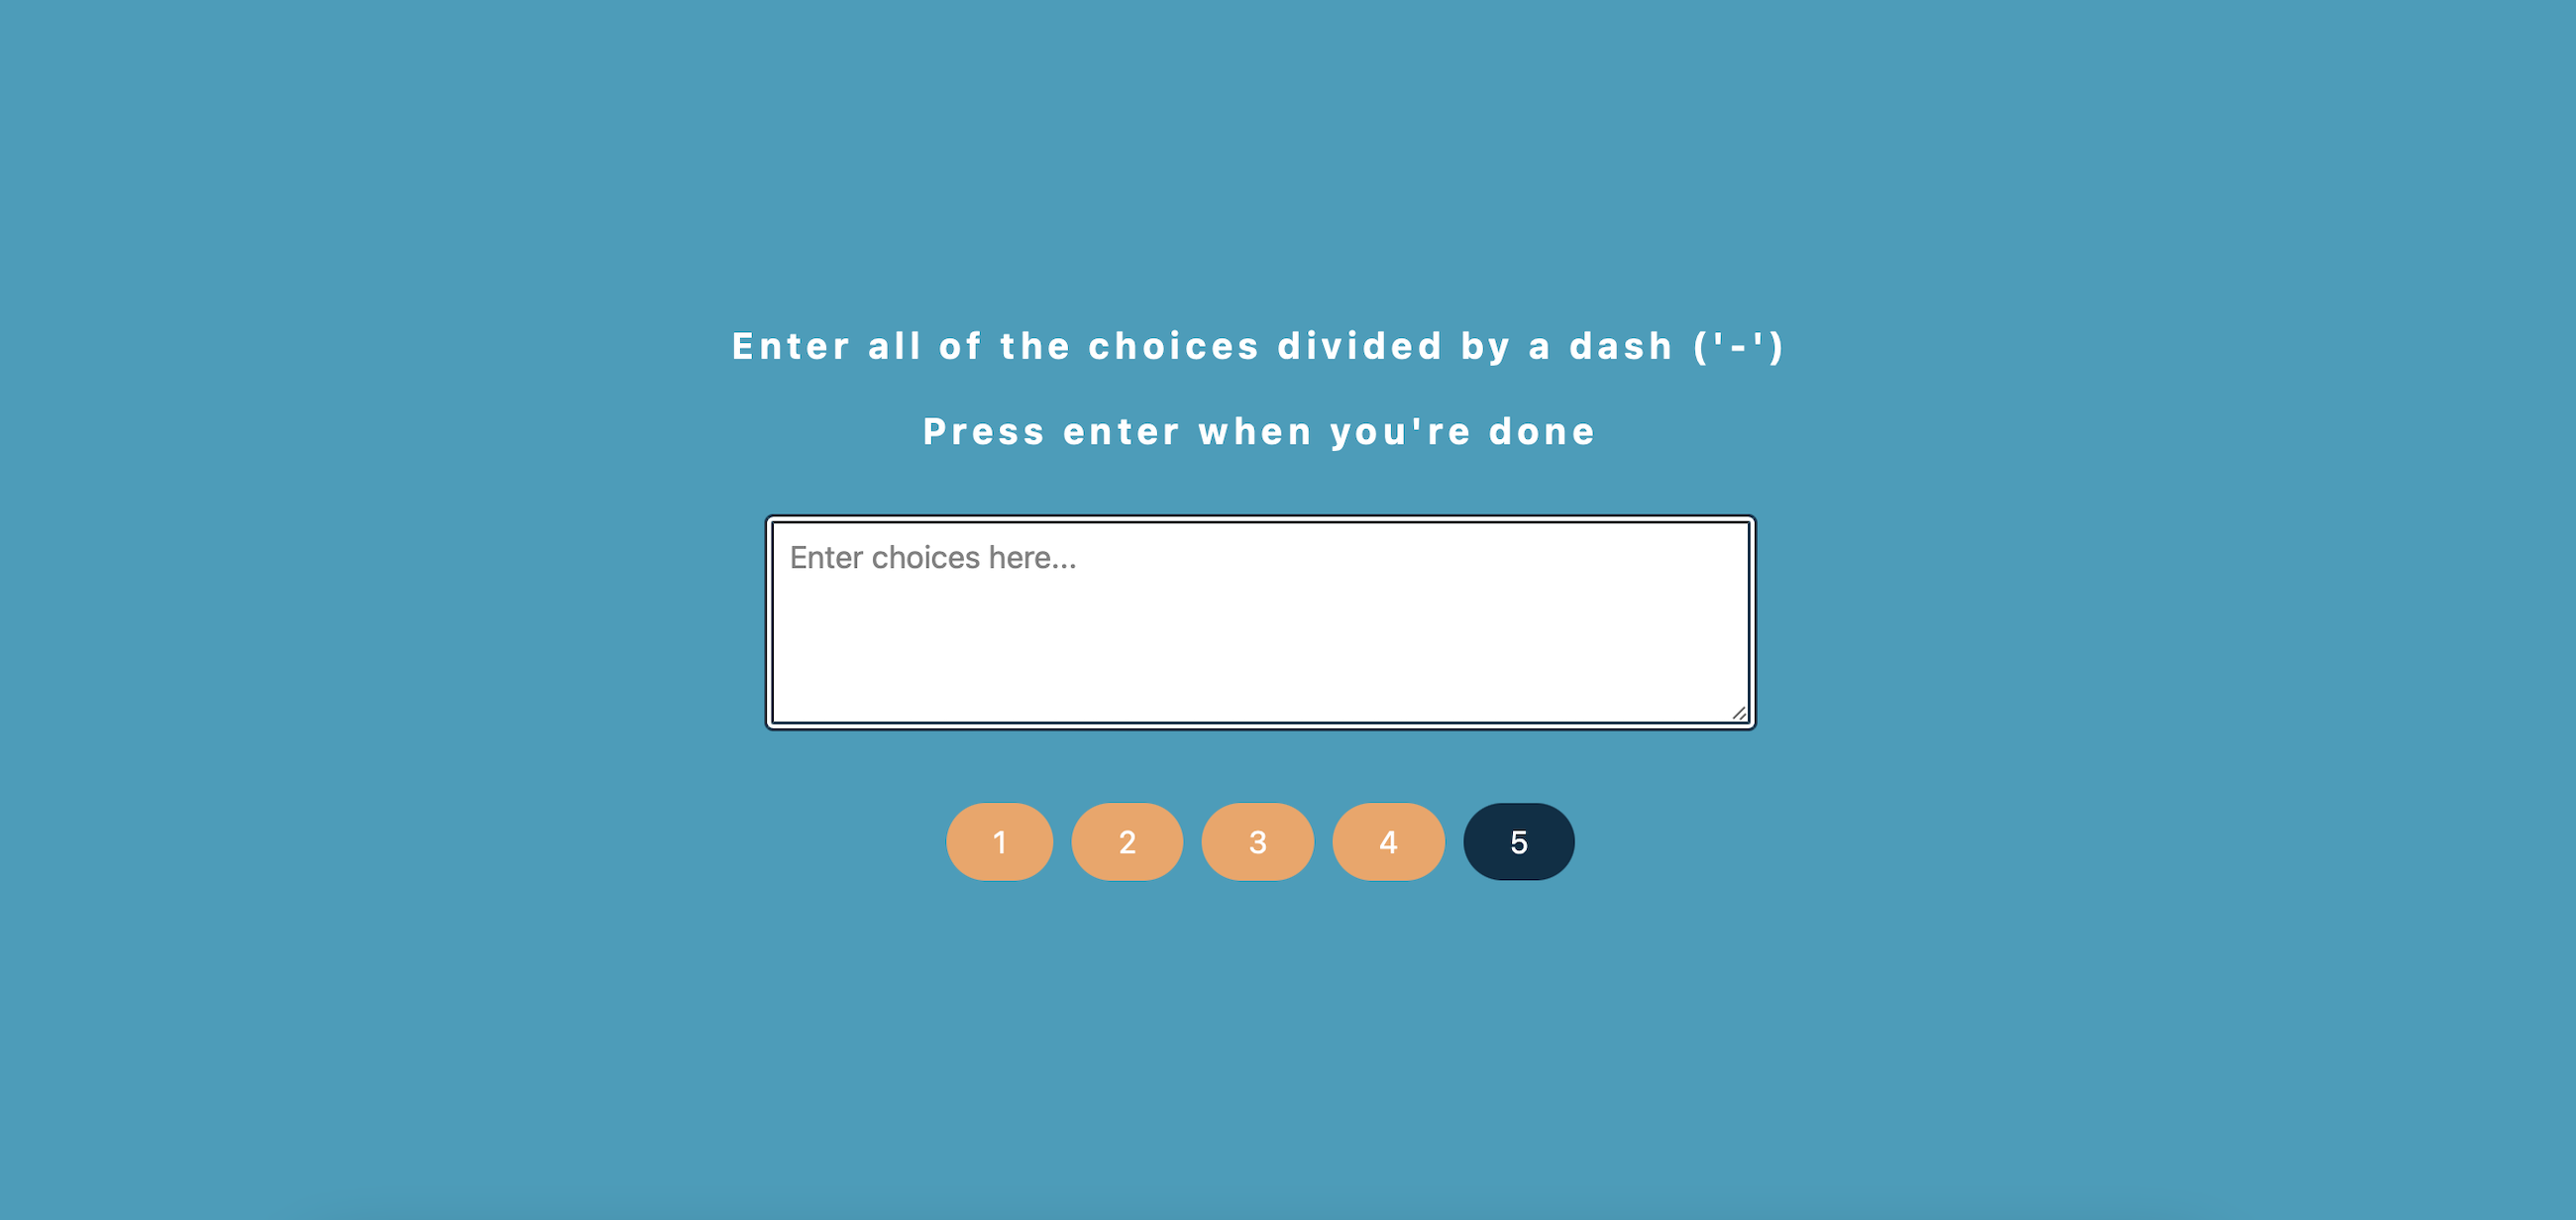 Enter all of the choices divided by a dash ('-')
Press enter when you're done
Enter choices here...
1 2 3 4 5